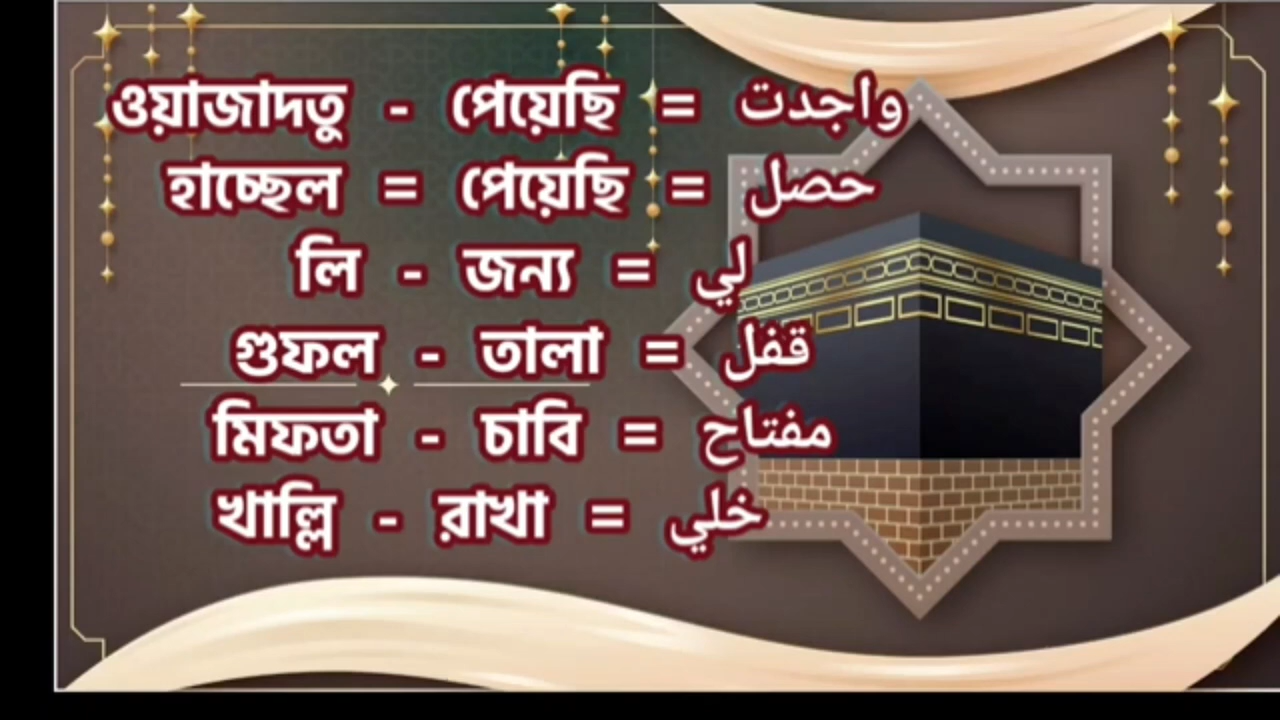 ওয়াজাদতু - পেয়েছি = واجدت
হাচ্ছেল = পেয়েছি = حصل
লি - জন্য = لي
গুফল - তালা = قفل
মিফতা - চাবি = مفتاح
খাল্লি - রাখা = خلي